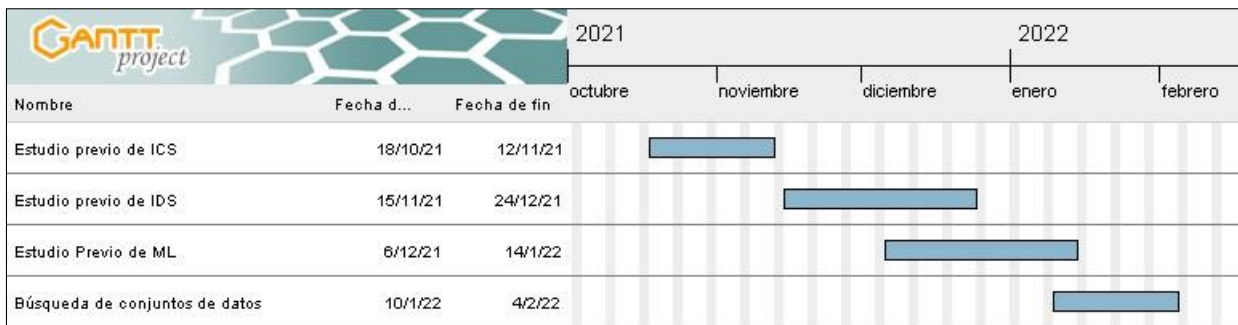 GANTT
project
2021
2022
octubre
noviembre
diciembre
enero
febrero
Nombre
Fecha d...
Fecha de fin
Estudio previo de ICS
18/10/21
12/11/21
Estudio previo de IDS
15/11/21
24/12/21
Estudio Previo de ML
6/12/21
14/1/22
Búsqueda de conjuntos de datos
10/1/22
4/2/22